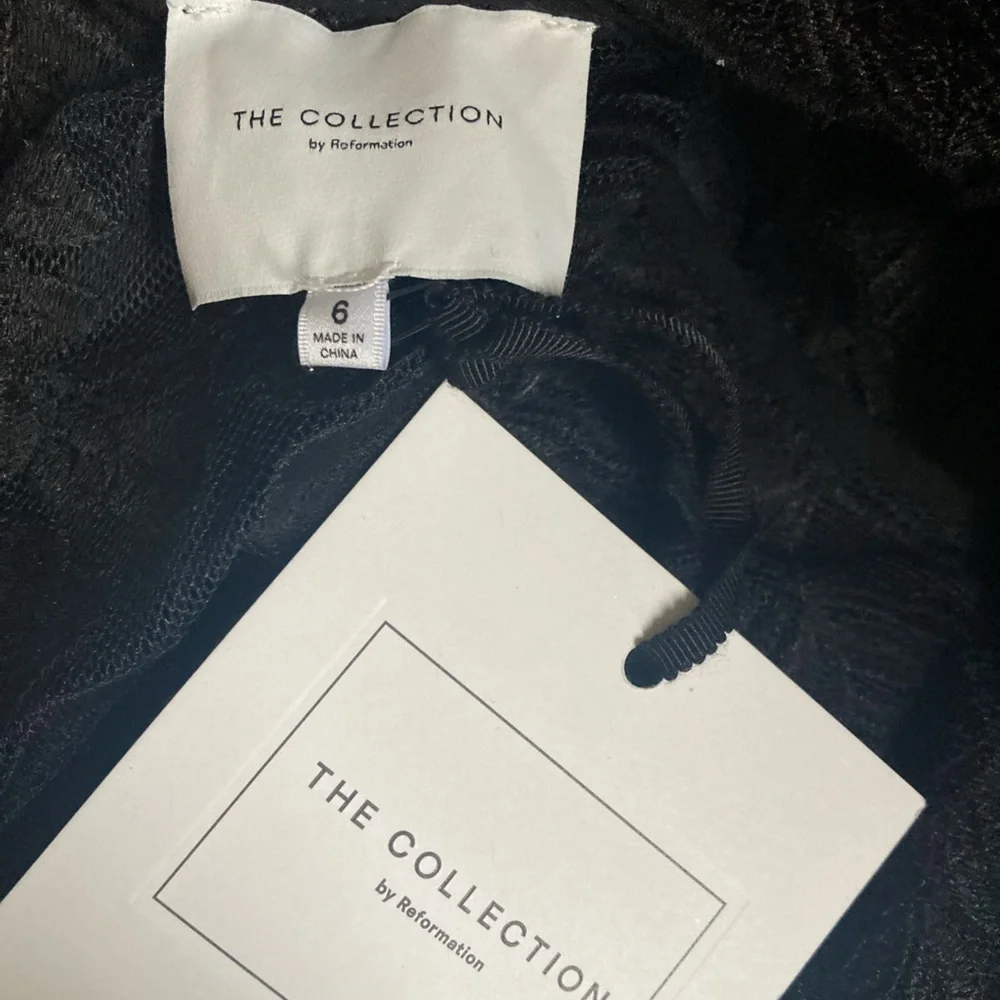 THE COLLECTION
by Reformation
6
MADE IN
CHINA
THE COLLECTION
by Reformation